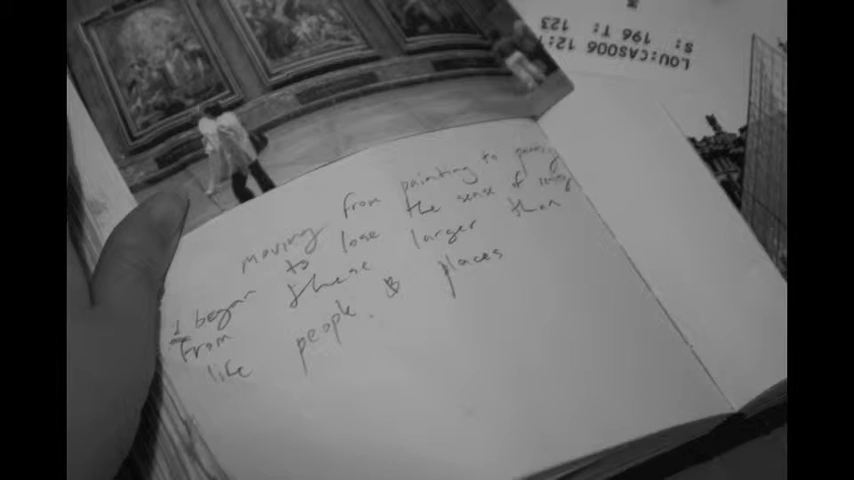 moving from painting to painting
I began to lose the sense of
from these larger than
life people & places
LOU:CAS006 12:
S: 196 T: 123